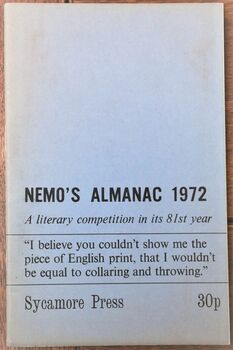 NEMO'S ALMANAC 1972
A literary competition in its 81st year
"I believe you couldn't show me the
piece of English print, that I wouldn't
be equal to collaring and throwing."
Sycamore Press 30p